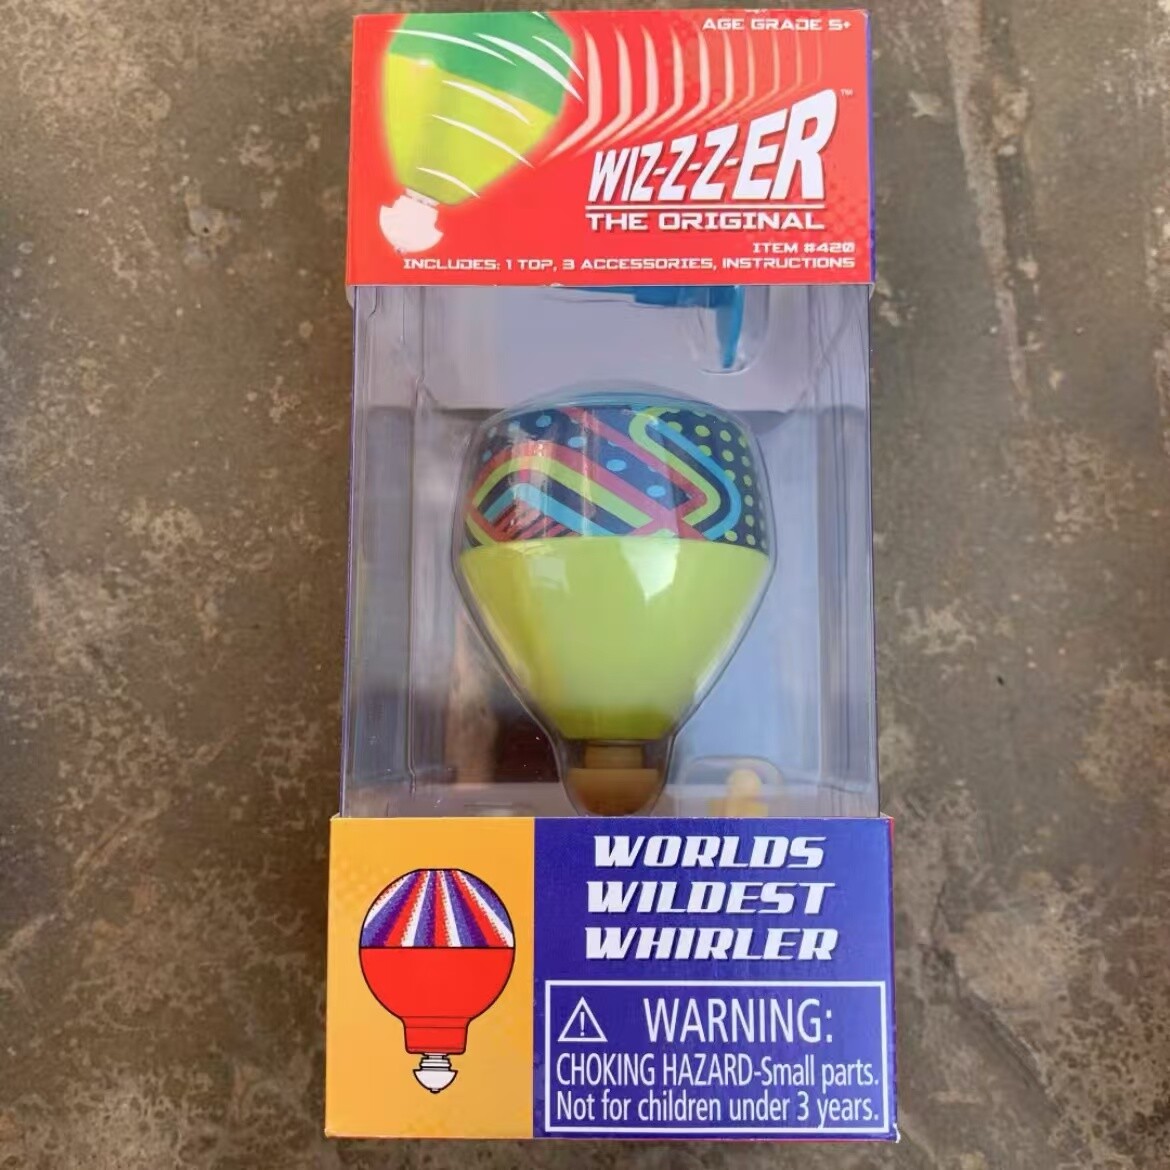 AGE GRADE 5+
WIZ-Z-Z-ER™
THE ORIGINAL
ITEM #420
INCLUDES: 1 TOP, 3 ACCESSORIES, INSTRUCTIONS
WORLDS
WILDEST
WHIRLER
WARNING:
CHOKING HAZARD-Small parts.
Not for children under 3 years.